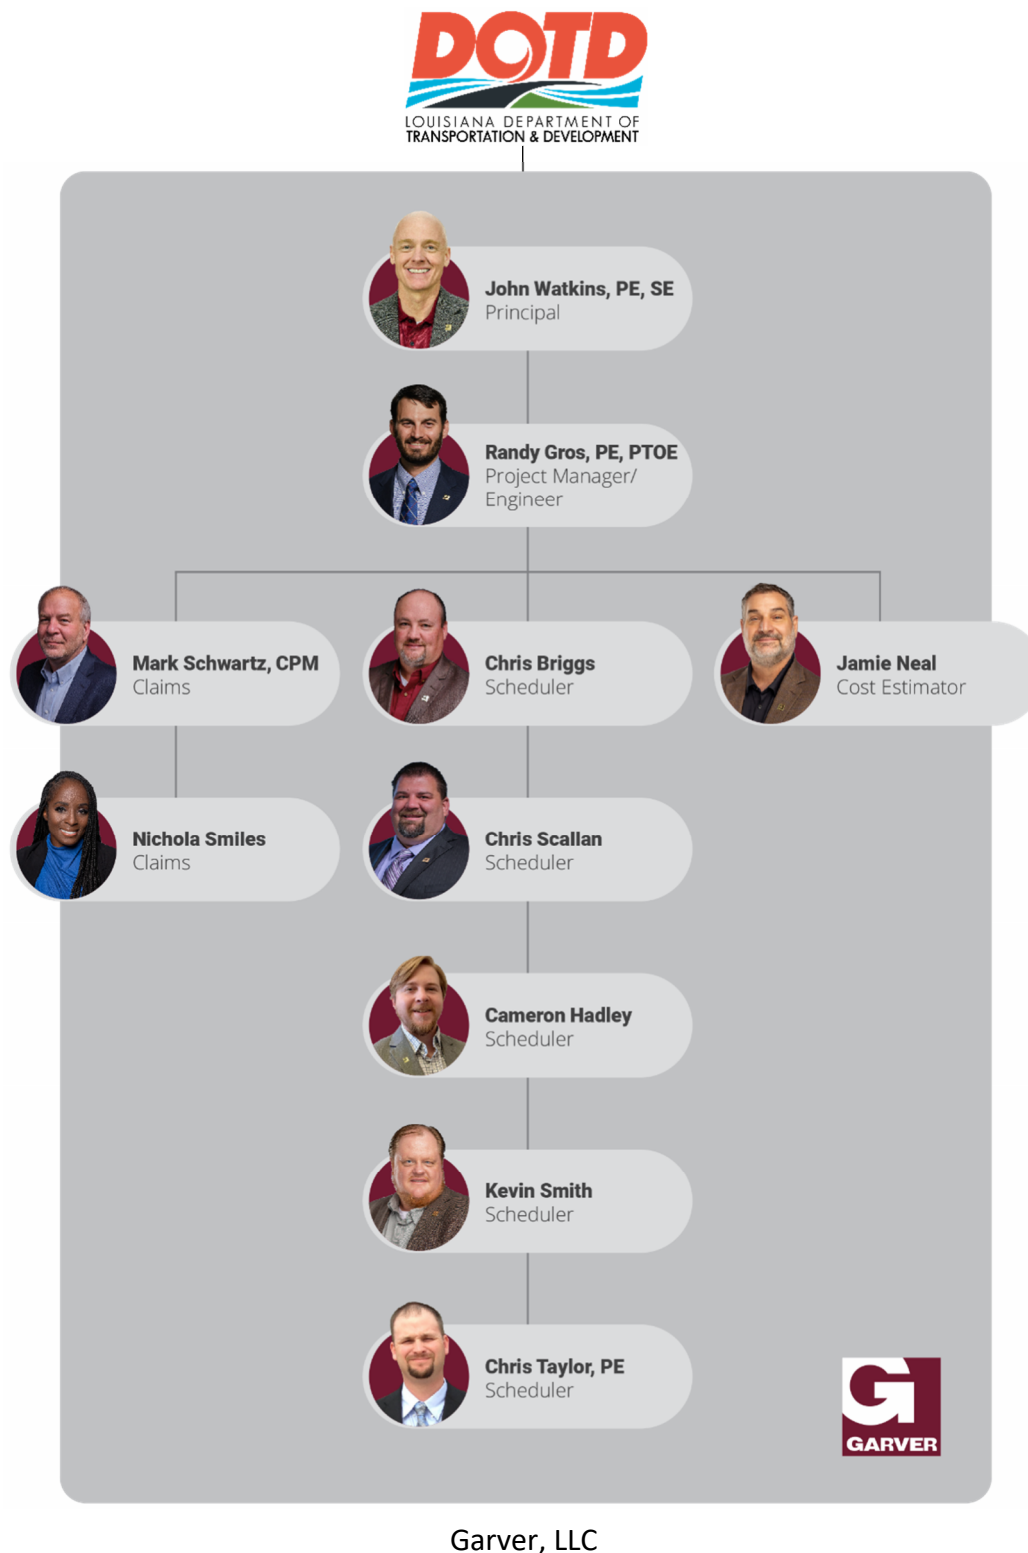 DOTD
LOUISIANA DEPARTMENT OF
TRANSPORTATION & DEVELOPMENT
John Watkins, PE, SE
Principal
Randy Gros, PE, PTOE
Project Manager/
Engineer
Mark Schwartz, CPM
Claims
Chris Briggs
Scheduler
Jamie Neal
Cost Estimator
Nichola Smiles
Claims
Chris Scallan
Scheduler
Cameron Hadley
Scheduler
Kevin Smith
Scheduler
Chris Taylor, PE
Scheduler
G
GARVER
Garver, LLC